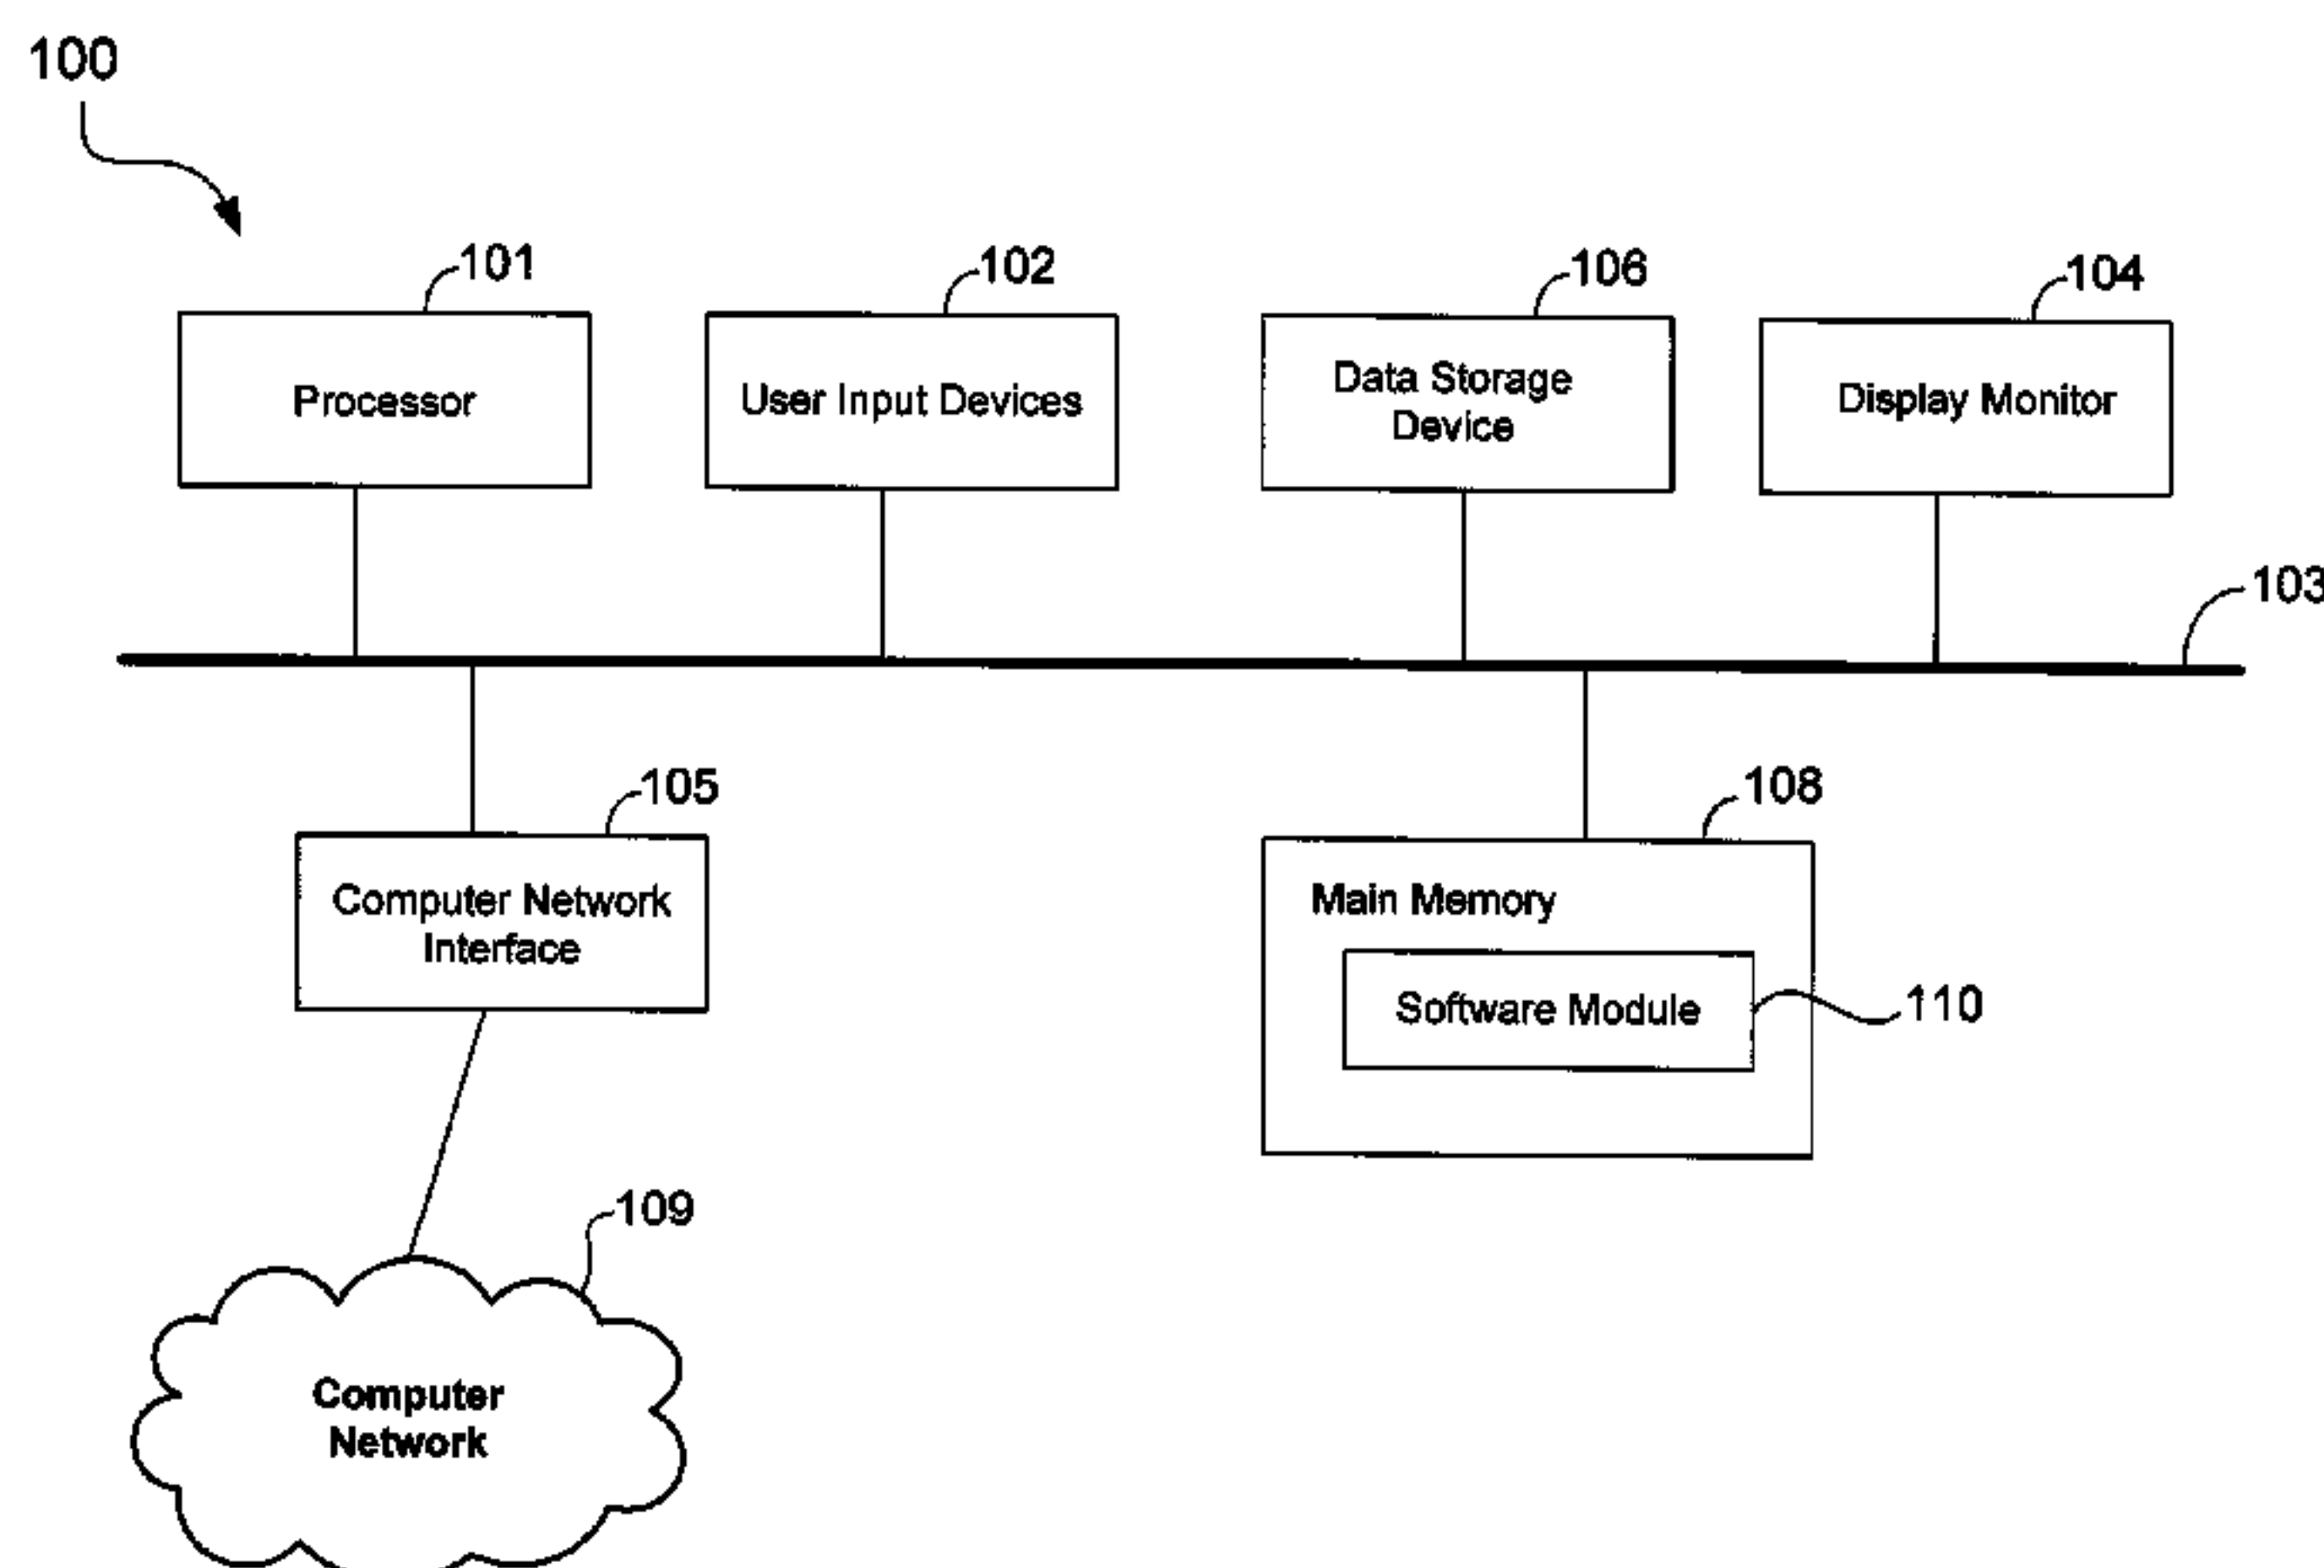 100
101
102
106
104
Processor
User Input Devices
Data Storage
Device
Display Monitor
103
105
108
Computer Network
Interface
Main Memory
Software Module
110
109
Computer
Network